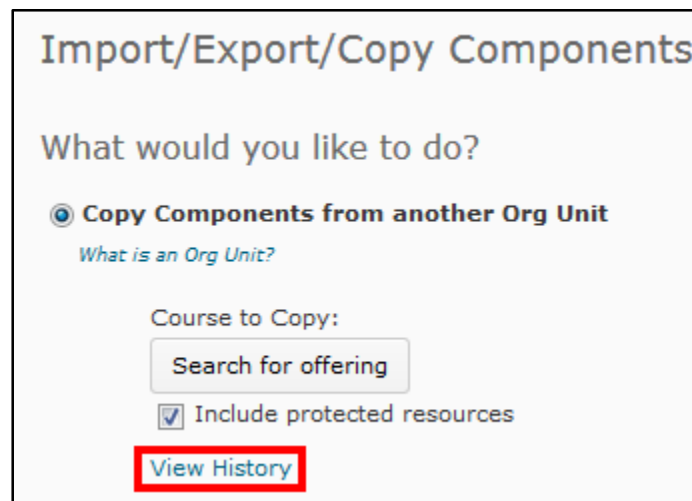 Import/Export/Copy Components
What would you like to do?
Copy Components from another Org Unit
What is an Org Unit?
Course to Copy:
Search for offering
Include protected resources
View History